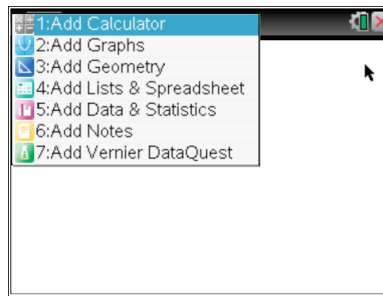 1:Add Calculator
2:Add Graphs
3:Add Geometry
4:Add Lists & Spreadsheet
5:Add Data & Statistics
6:Add Notes
7:Add Vernier DataQuest